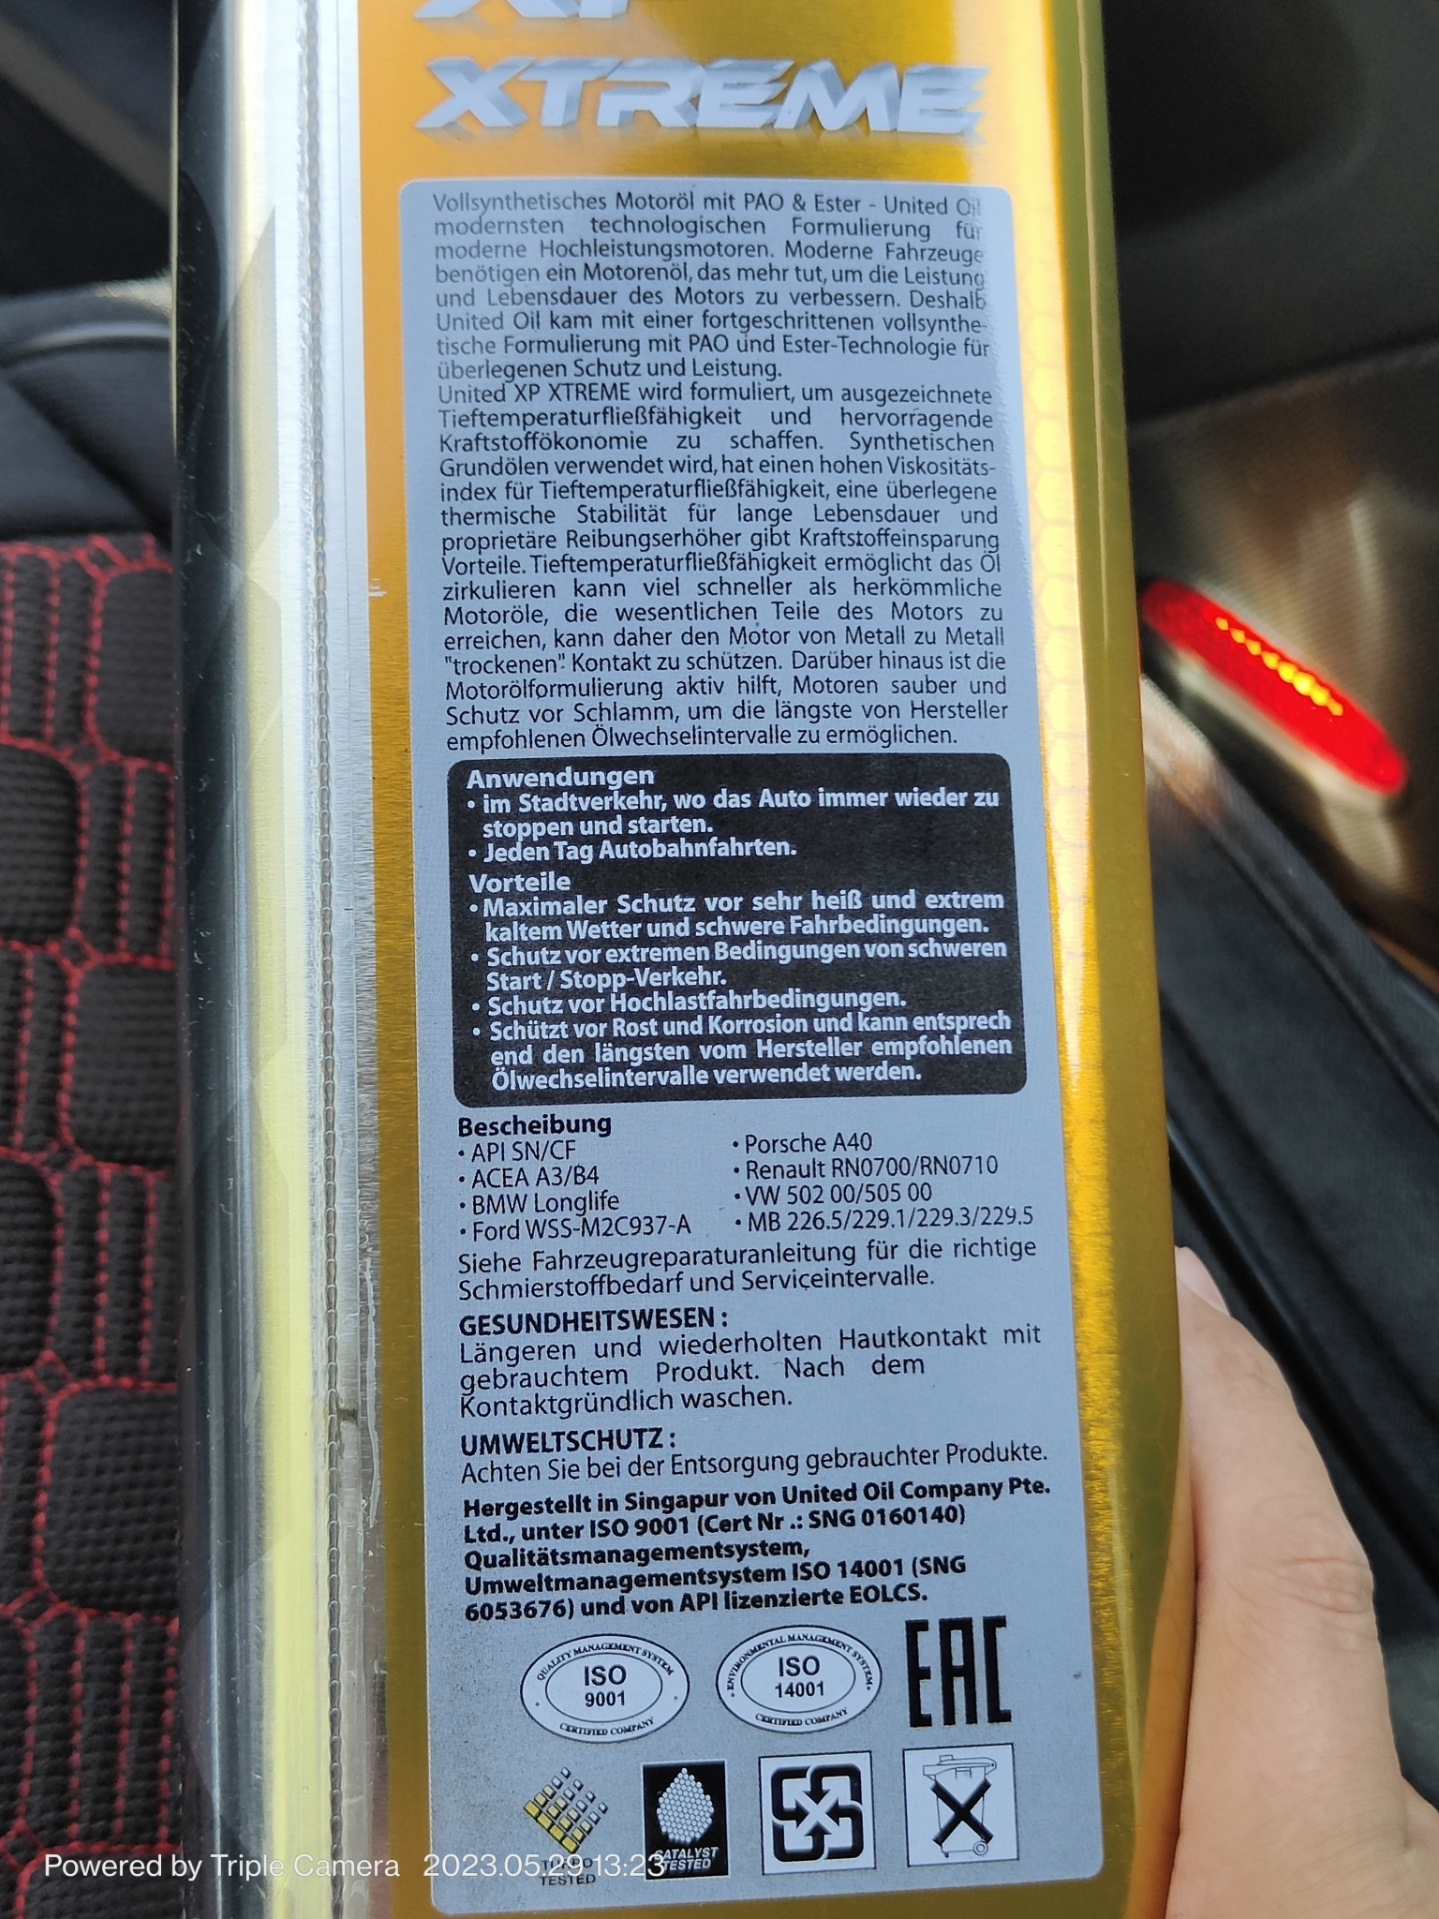 XP
XTREME
Vollsynthetisches Motoröl mit PAO & Ester - United Oil
modernsten technologischen Formulierung für
moderne Hochleistungsmotoren. Moderne Fahrzeuge
benötigen ein Motorenöl, das mehr tut, um die Leistung
und Lebensdauer des Motors zu verbessern. Deshalb
United Oil kam mit einer fortgeschrittenen vollsynthe-
tische Formulierung mit PAO und Ester-Technologie für
überlegenen Schutz und Leistung.
United XP XTREME wird formuliert, um ausgezeichnete
Tieftemperaturfließfähigkeit und hervorragende
Kraftstoffökonomie zu schaffen. Synthetischen
Grundölen verwendet wird, hat einen hohen Viskositäts-
index für Tieftemperaturfließfähigkeit, eine überlegene
thermische Stabilität für lange Lebensdauer und
proprietäre Reibungserhöher gibt Kraftstoffeinsparung
Vorteile. Tieftemperaturfließfähigkeit ermöglicht das Öl
zirkulieren kann viel schneller als herkömmliche
Motoröle, die wesentlichen Teile des Motors zu
erreichen, kann daher den Motor von Metall zu Metall
"trockenen". Kontakt zu schützen. Darüber hinaus ist die
Motorölformulierung aktiv hilft, Motoren sauber und
Schutz vor Schlamm, um die längste von Hersteller
empfohlenen Ölwechselintervalle zu ermöglichen.
Anwendungen
• im Stadtverkehr, wo das Auto immer wieder zu
stoppen und starten.
• Jeden Tag Autobahnfahrten.
Vorteile
• Maximaler Schutz vor sehr heiß und extrem
kaltem Wetter und schwere Fahrbedingungen.
• Schutz vor extremen Bedingungen von schweren
Start / Stopp-Verkehr.
• Schutz vor Hochlastfahrbedingungen.
• Schützt vor Rost und Korrosion und kann entsprech
end den längsten vom Hersteller empfohlenen
Ölwechselintervalle verwendet werden.
Bescheibung
• API SN/CF
• ACEA A3/B4
• BMW Longlife
• Ford WSS-M2C937-A
• Porsche A40
• Renault RN0700/RN0710
• VW 502 00/505 00
• MB 226.5/229.1/229.3/229.5
Siehe Fahrzeugreparaturanleitung für die richtige
Schmierstoffbedarf und Serviceintervalle.
GESUNDHEITSWESEN :
Längeren und wiederholten Hautkontakt mit
gebrauchtem Produkt. Nach dem
Kontaktgründlich waschen.
UMWELTSCHUTZ :
Achten Sie bei der Entsorgung gebrauchter Produkte.
Hergestellt in Singapur von United Oil Company Pte.
Ltd., unter ISO 9001 (Cert Nr .: SNG 0160140)
Qualitätsmanagementsystem,
Umweltmanagementsystem ISO 14001 (SNG
6053676) und von API lizenzierte EOLCS.
QUALITY MANAGEMENT SYSTEM
ISO
9001
CERTIFIED COMPANY
ENVIRONMENTAL MANAGEMENT SYSTEM
ISO
14001
CERTIFIED COMPANY
EAC
TESTED
CATALYST
TESTED
Powered by Triple Camera 2023.05.29 13:23